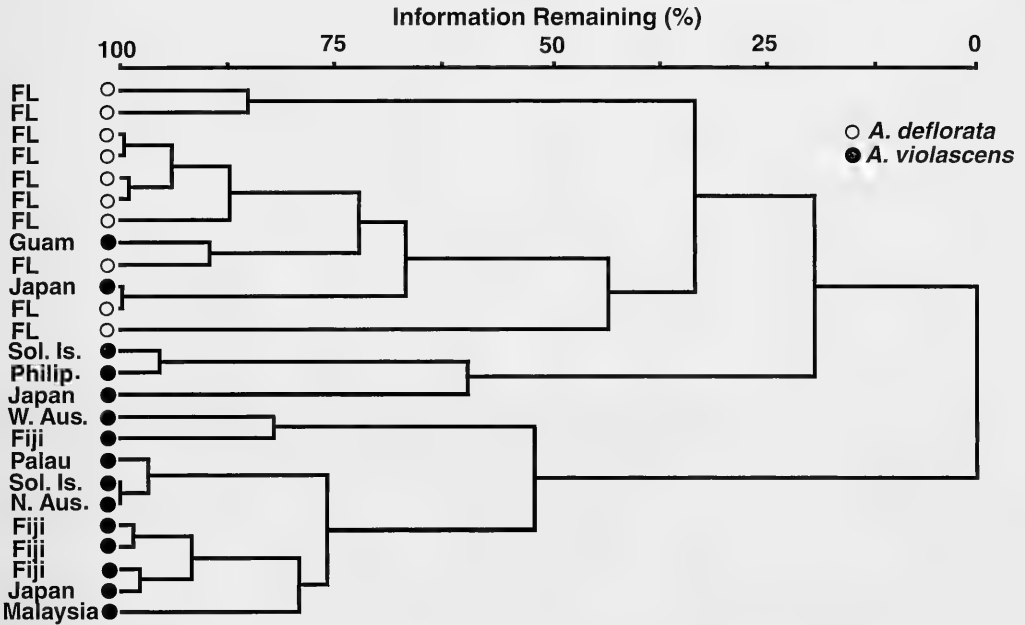 Information Remaining (%)
100 75 50 25 0
FL
FL
FL
FL
FL
FL
FL
Guam
FL
Japan
FL
FL
Sol. Is.
Philip.
Japan
W. Aus.
Fiji
Palau
Sol. Is.
N. Aus.
Fiji
Fiji
Fiji
Japan
Malaysia
A. deflorata
A. violascens